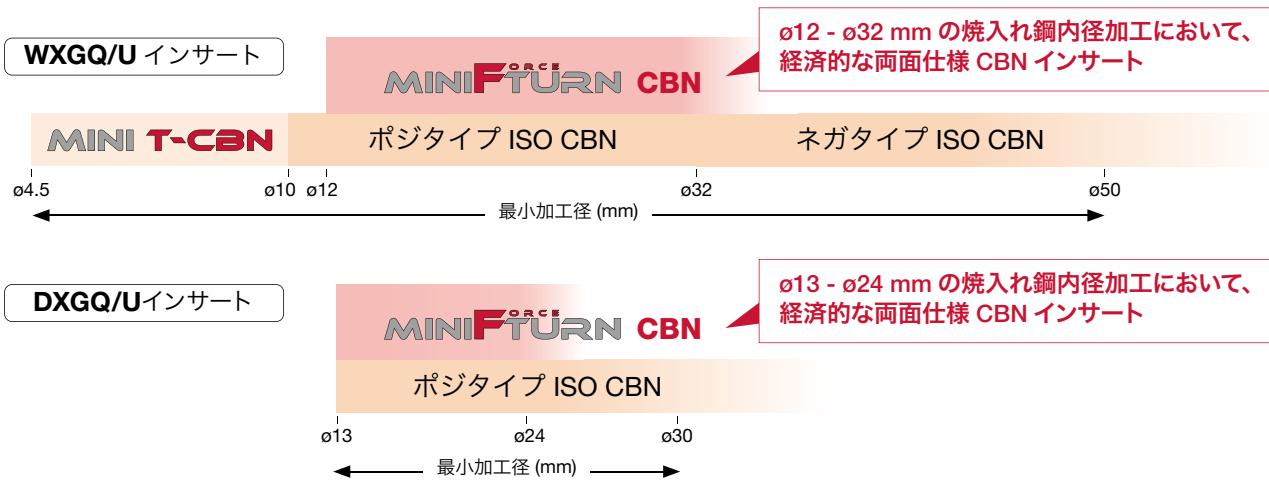 WXGQ/U インサート
MINIFORCETURN CBN
ø12 - ø32 mm の焼入れ鋼内径加工において、
経済的な両面仕様 CBN インサート
MINI T-CBN
ポジタイプ ISO CBN
ネガタイプ ISO CBN
ø4.5
ø10
ø12
ø32
ø50
最小加工径 (mm)
DXGQ/Uインサート
MINIFORCETURN CBN
ø13 - ø24 mm の焼入れ鋼内径加工において、
経済的な両面仕様 CBN インサート
ポジタイプ ISO CBN
ø13
ø24
ø30
最小加工径 (mm)